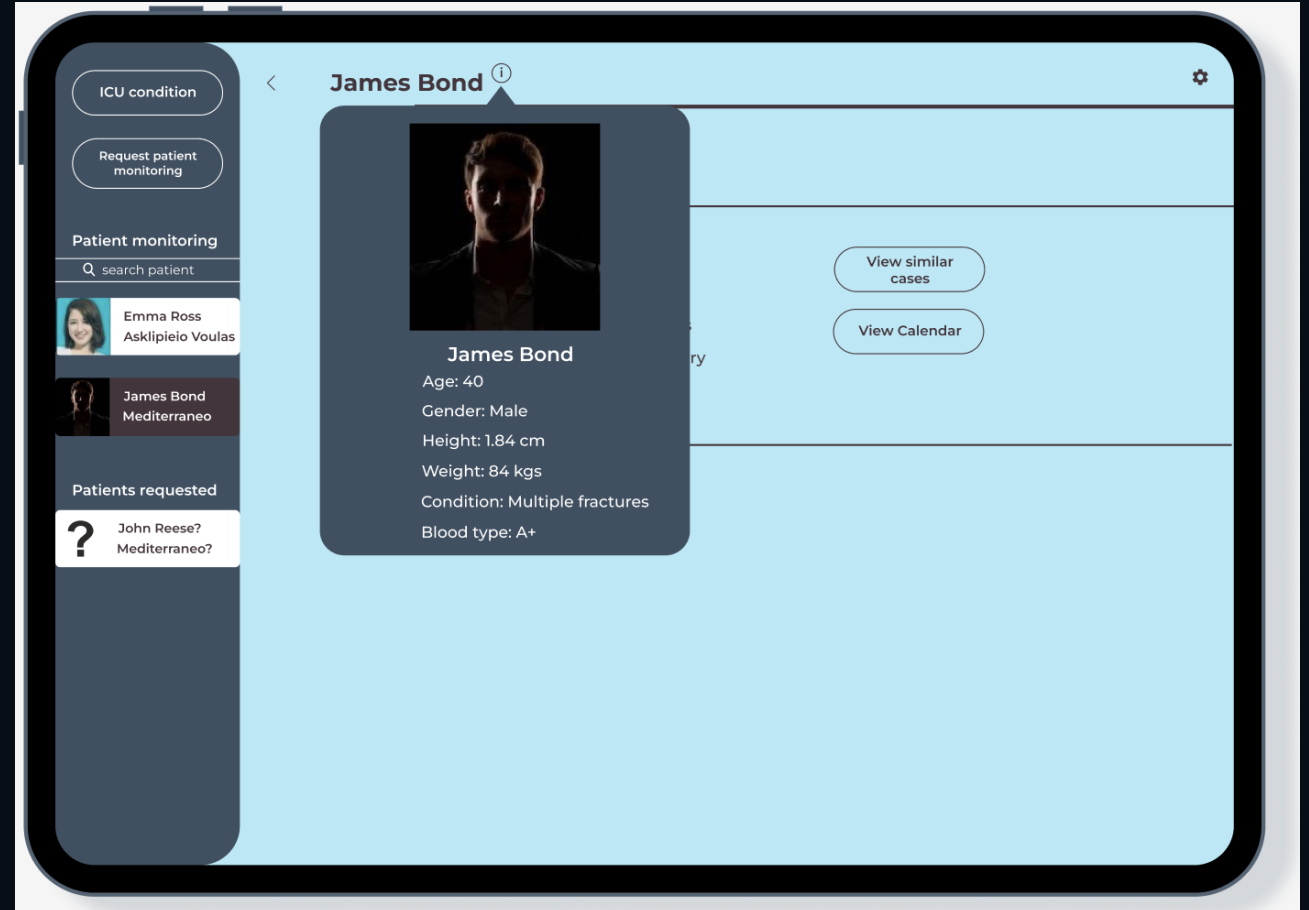 ICU condition
Request patient
monitoring
Patient monitoring
search patient
Emma Ross
Asklipieio Voulas
James Bond
Mediterraneo
Patients requested
?
John Reese?
Mediterraneo?
James Bond
i
James Bond
Age: 40
Gender: Male
Height: 1.84 cm
Weight: 84 kgs
Condition: Multiple fractures
Blood type: A+
ry
View similar
cases
View Calendar